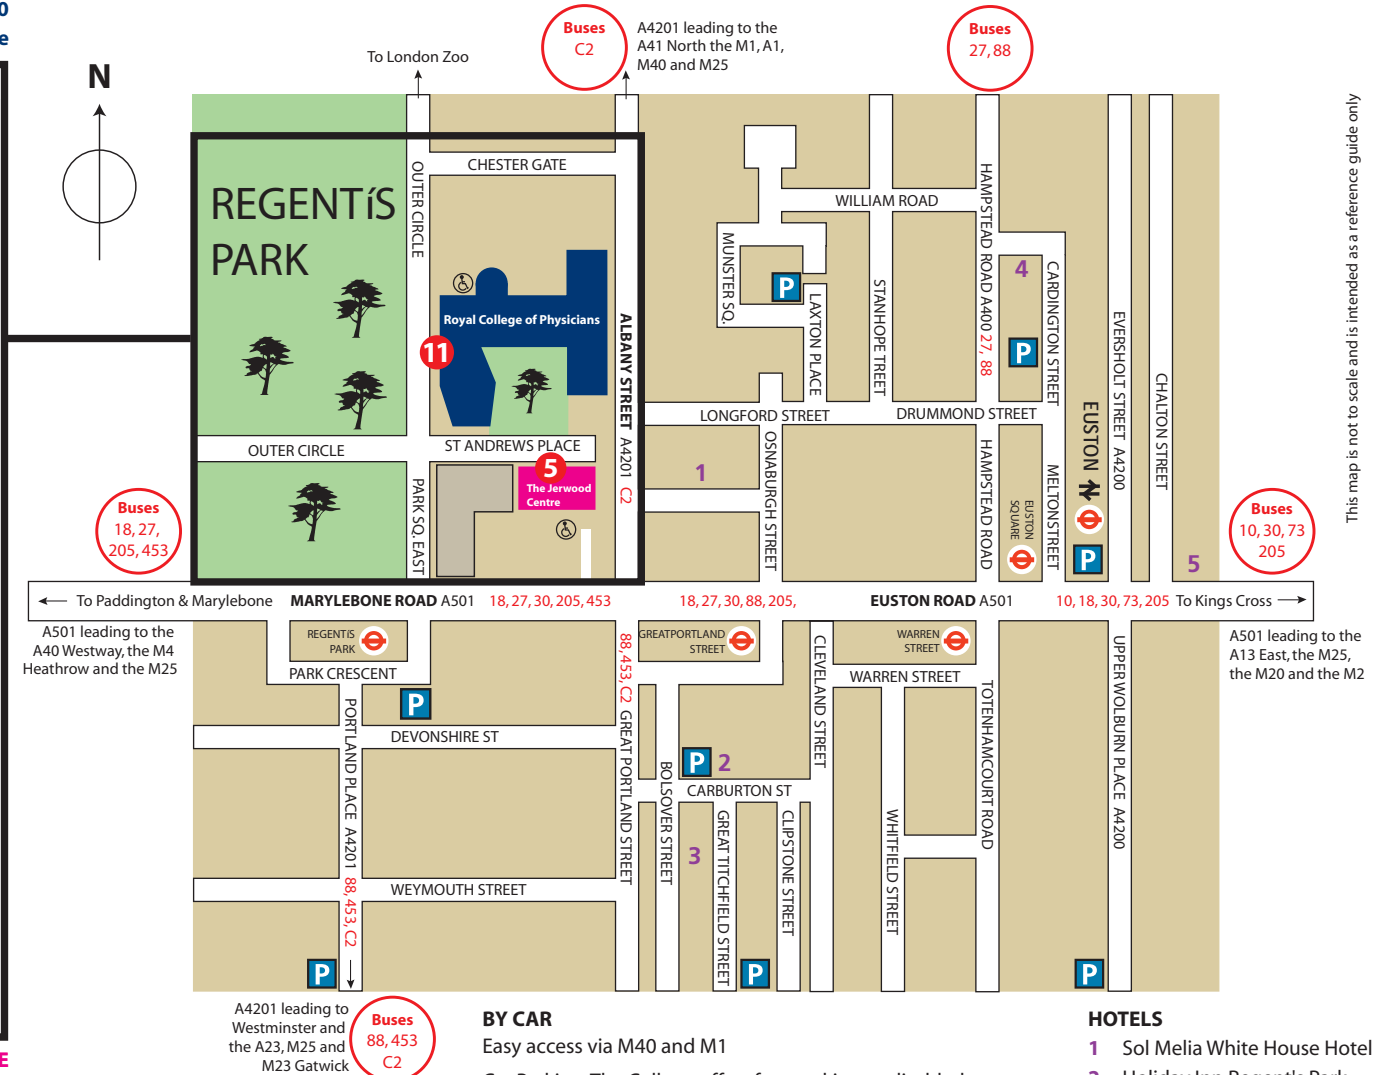 0
e
N
To London Zoo
Buses
C2
A4201 leading to the
A41 North the M1, A1,
M40 and M25
Buses
27, 88
This map is not to scale and is intended as a reference guide only
REGENTíS
PARK
OUTER CIRCLE
CHESTER GATE
Royal College of Physicians
11
ALBANY STREET A4201 C2
OUTER CIRCLE
ST ANDREWS PLACE
5
The Jerwood
Centre
PARK SQ. EAST
MUNSTER SQ.
P
LAXTON PLACE
WILLIAM ROAD
STANHOPE TREET
HAMPSTEAD ROAD A400 27, 88
4
P
CARDINGTON STREET
EVERSHOLT STREET A4200
CHALTON STREET
LONGFORD STREET
DRUMMOND STREET
1
OSNABURGH STREET
HAMPSTEAD ROAD
EUSTON
SQUARE
MELTONSTREET
EUSTON
P
5
Buses
18, 27,
205, 453
Buses
10, 30, 73
205
To Paddington & Marylebone
MARYLEBONE ROAD A501 18, 27, 30, 205, 453
18, 27, 30, 88, 205,
EUSTON ROAD A501
10, 18, 30, 73, 205 To Kings Cross
A501 leading to the
A40 Westway, the M4
Heathrow and the M25
A501 leading to the
A13 East, the M25,
the M20 and the M2
REGENTíS
PARK
PARK CRESCENT
P
GREATPORTLAND
STREET
WARREN
STREET
WARREN STREET
DEVONSHIRE ST
PORTLAND PLACE A4201 88, 453, C2
88, 453, C2 GREAT PORTLAND STREET
BOLSOVER STREET
P
2
CARBURTON ST
3
GREAT TITCHFIELD STREET
CLIPSTONE STREET
CLEVELAND STREET
WHITFIELD STREET
TOTENHAMCOURT ROAD
UPPER WOLBURN PLACE A4200
WEYMOUTH STREET
P
P
P
A4201 leading to
Westminster and
the A23, M25 and
M23 Gatwick
Buses
88, 453
C2
E
BY CAR
Easy access via M40 and M1
HOTELS
1 Sol Melia White House Hotel